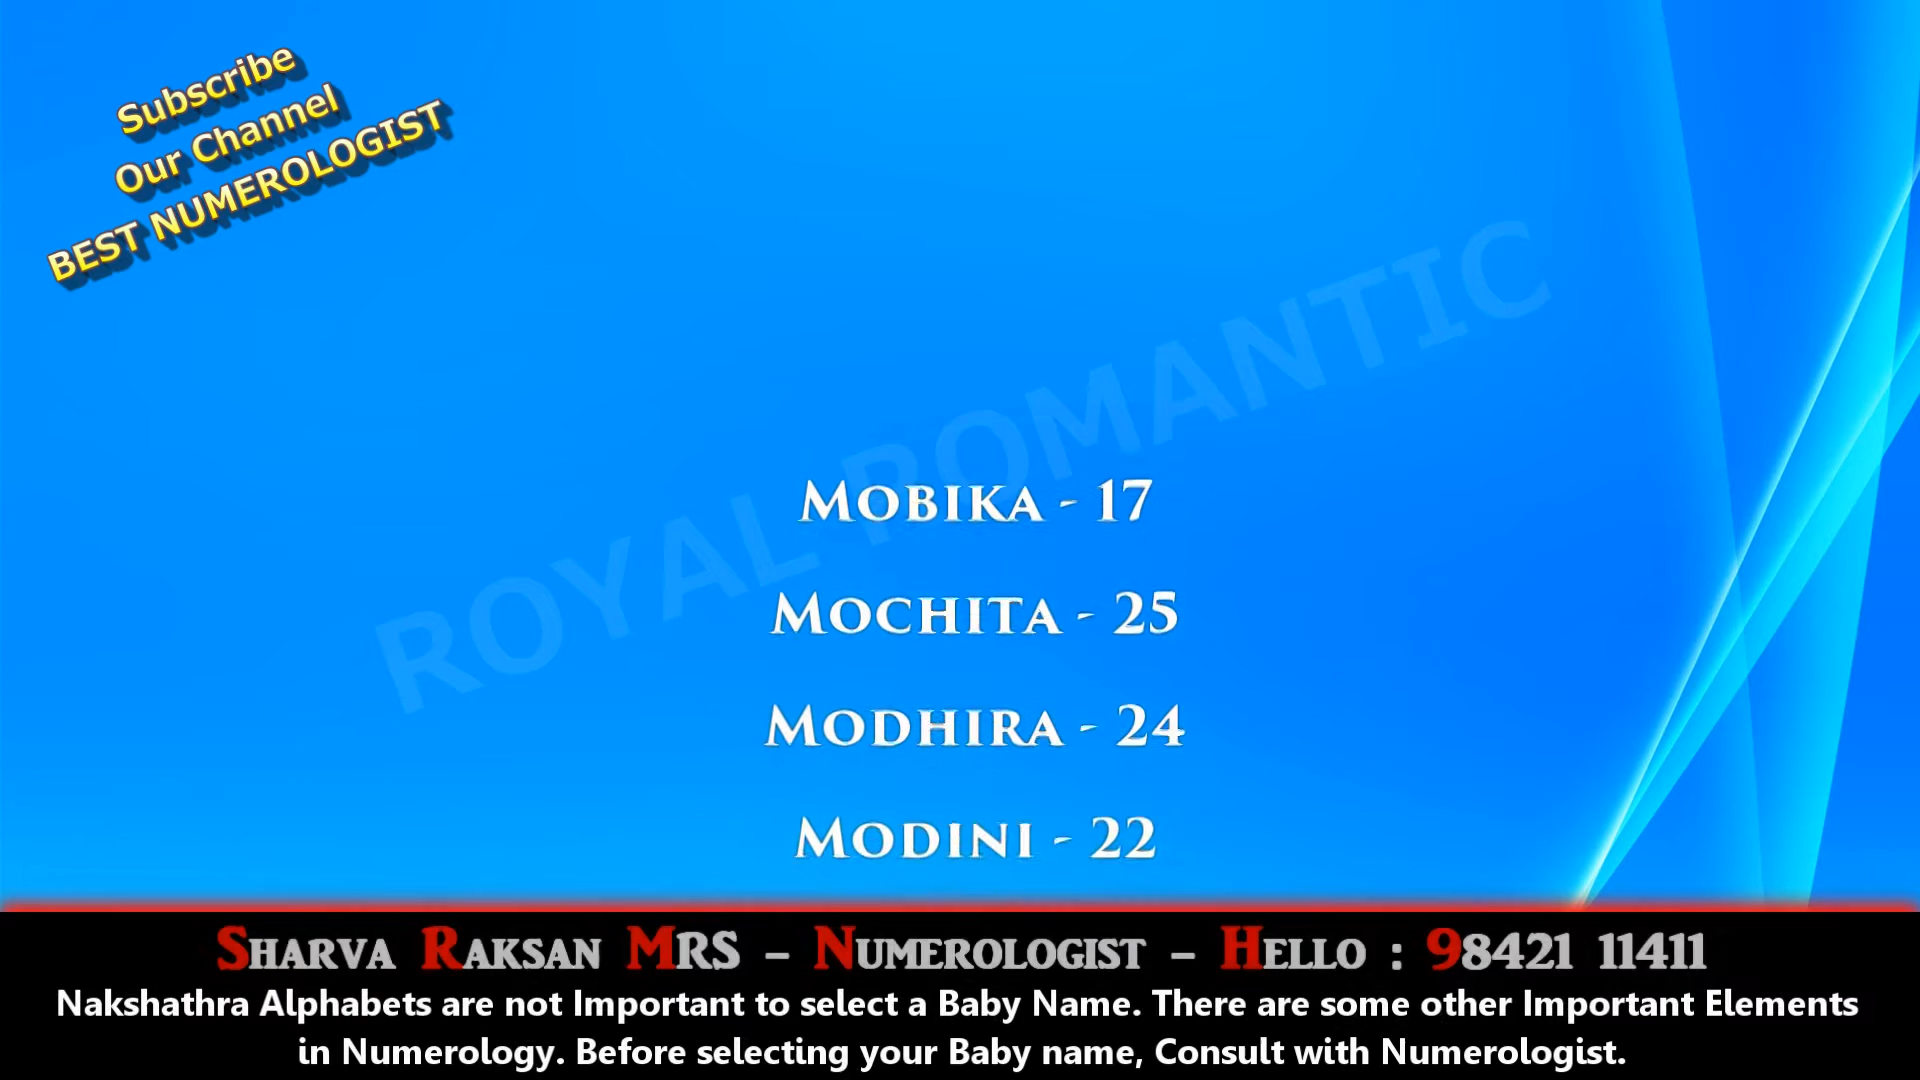 Subscribe
Our Channel
BEST NUMEROLOGIST
ROYAL ROMANTIC
MOBIKA - 17
MOCHITA - 25
MODHIRA - 24
MODINI - 22
SHARVA RAKSAN MRS – NUMEROLOGIST – HELLO : 98421 11411
Nakshathra Alphabets are not Important to select a Baby Name. There are some other Important Elements
in Numerology. Before selecting your Baby name, Consult with Numerologist.